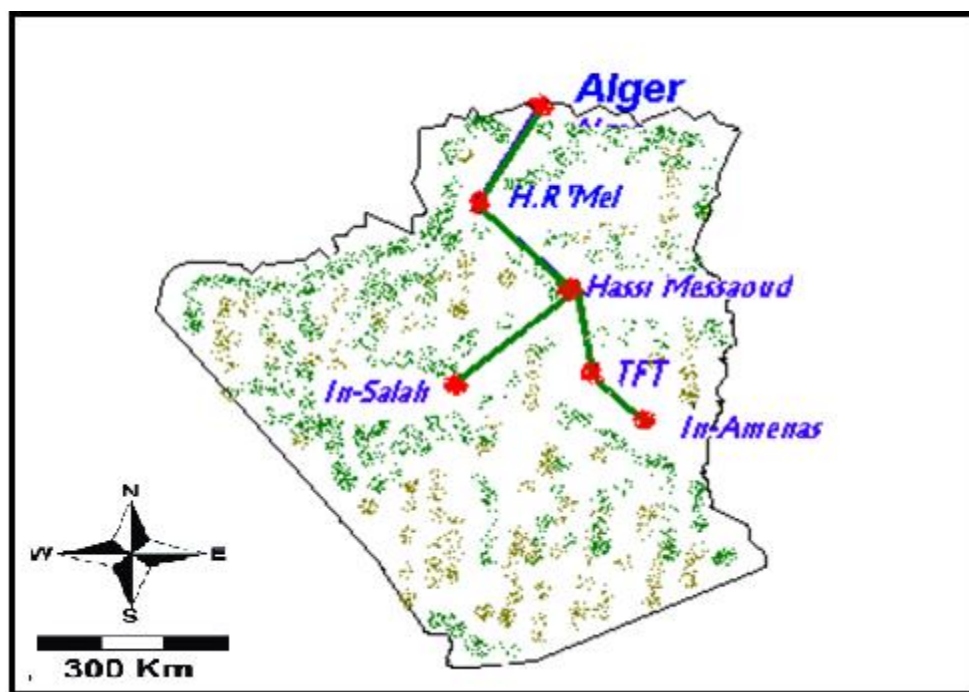 Alger
H.R'Mel
Hassi Messaoud
TFT
In-Salah
In-Amenas
N
W E
S
300 Km